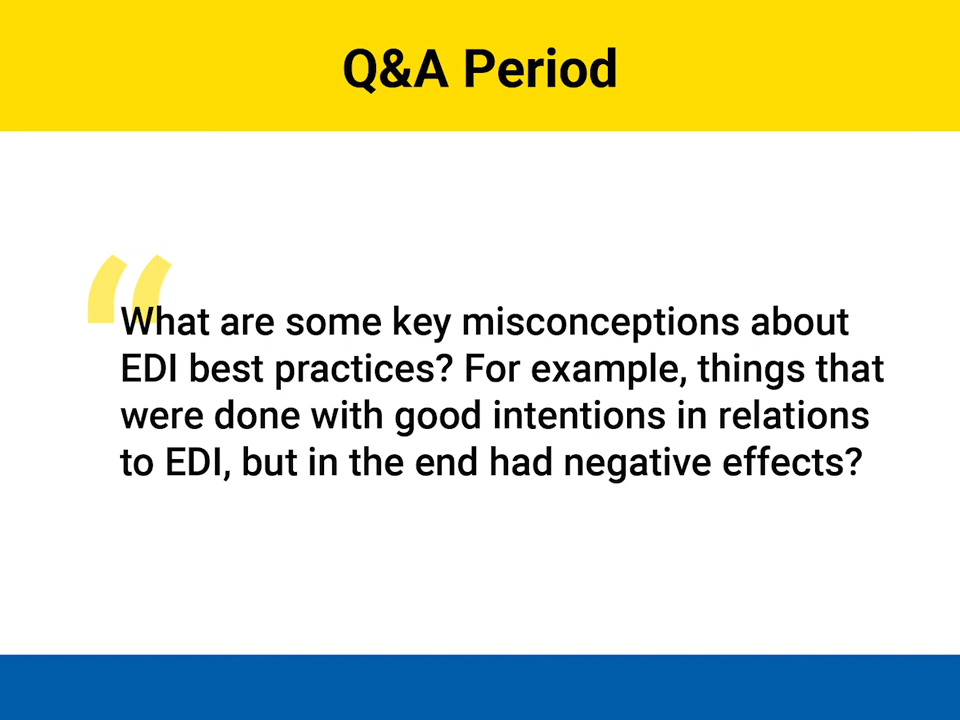 Q&A Period
“
What are some key misconceptions about
EDI best practices? For example, things that
were done with good intentions in relations
to EDI, but in the end had negative effects?